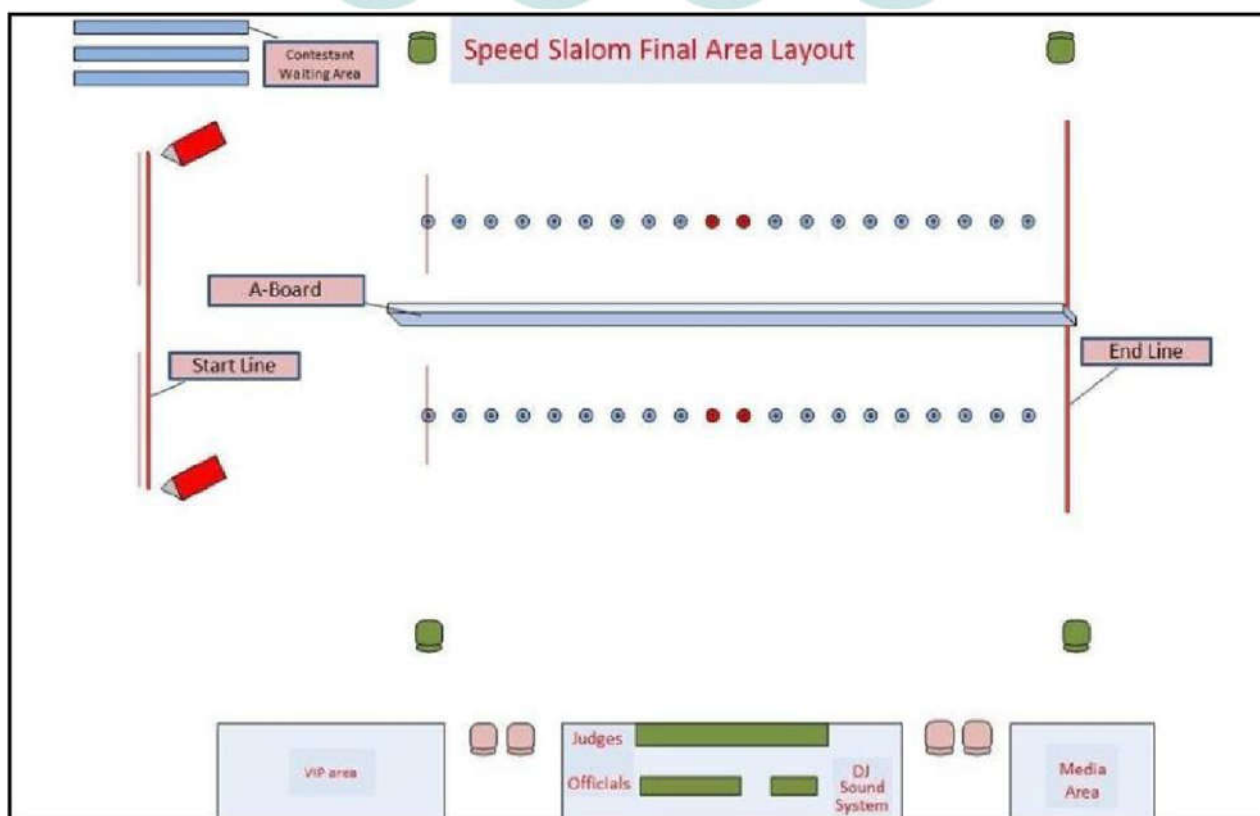 Speed Slalom Final Area Layout
Contestant
Waiting Area
A-Board
Start Line
End Line
VIP area
Judges
Officials
DJ
Sound
System
Media
Area